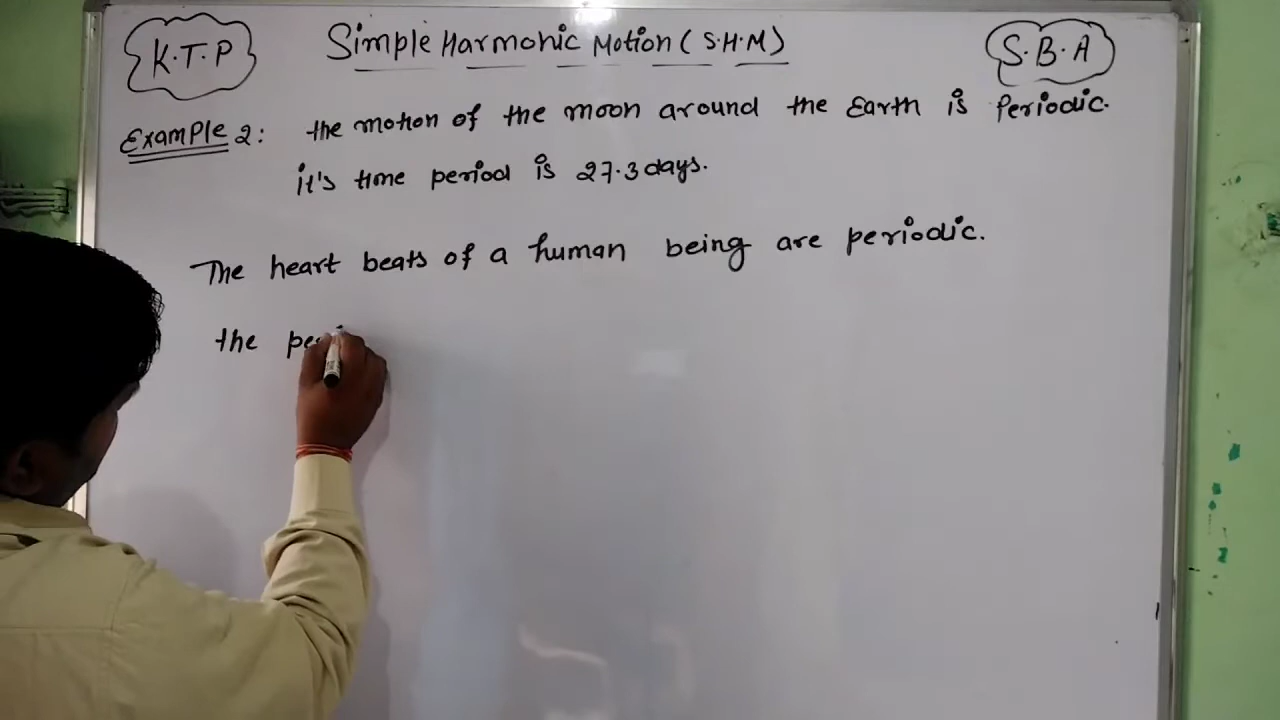 K.T.P Simple Harmonic Motion (S.H.M) S.B.A
Example 2: the motion of the moon around the Earth is Periodic.
it's time period is 27.3 days.
The heart beats of a human being are periodic.
the